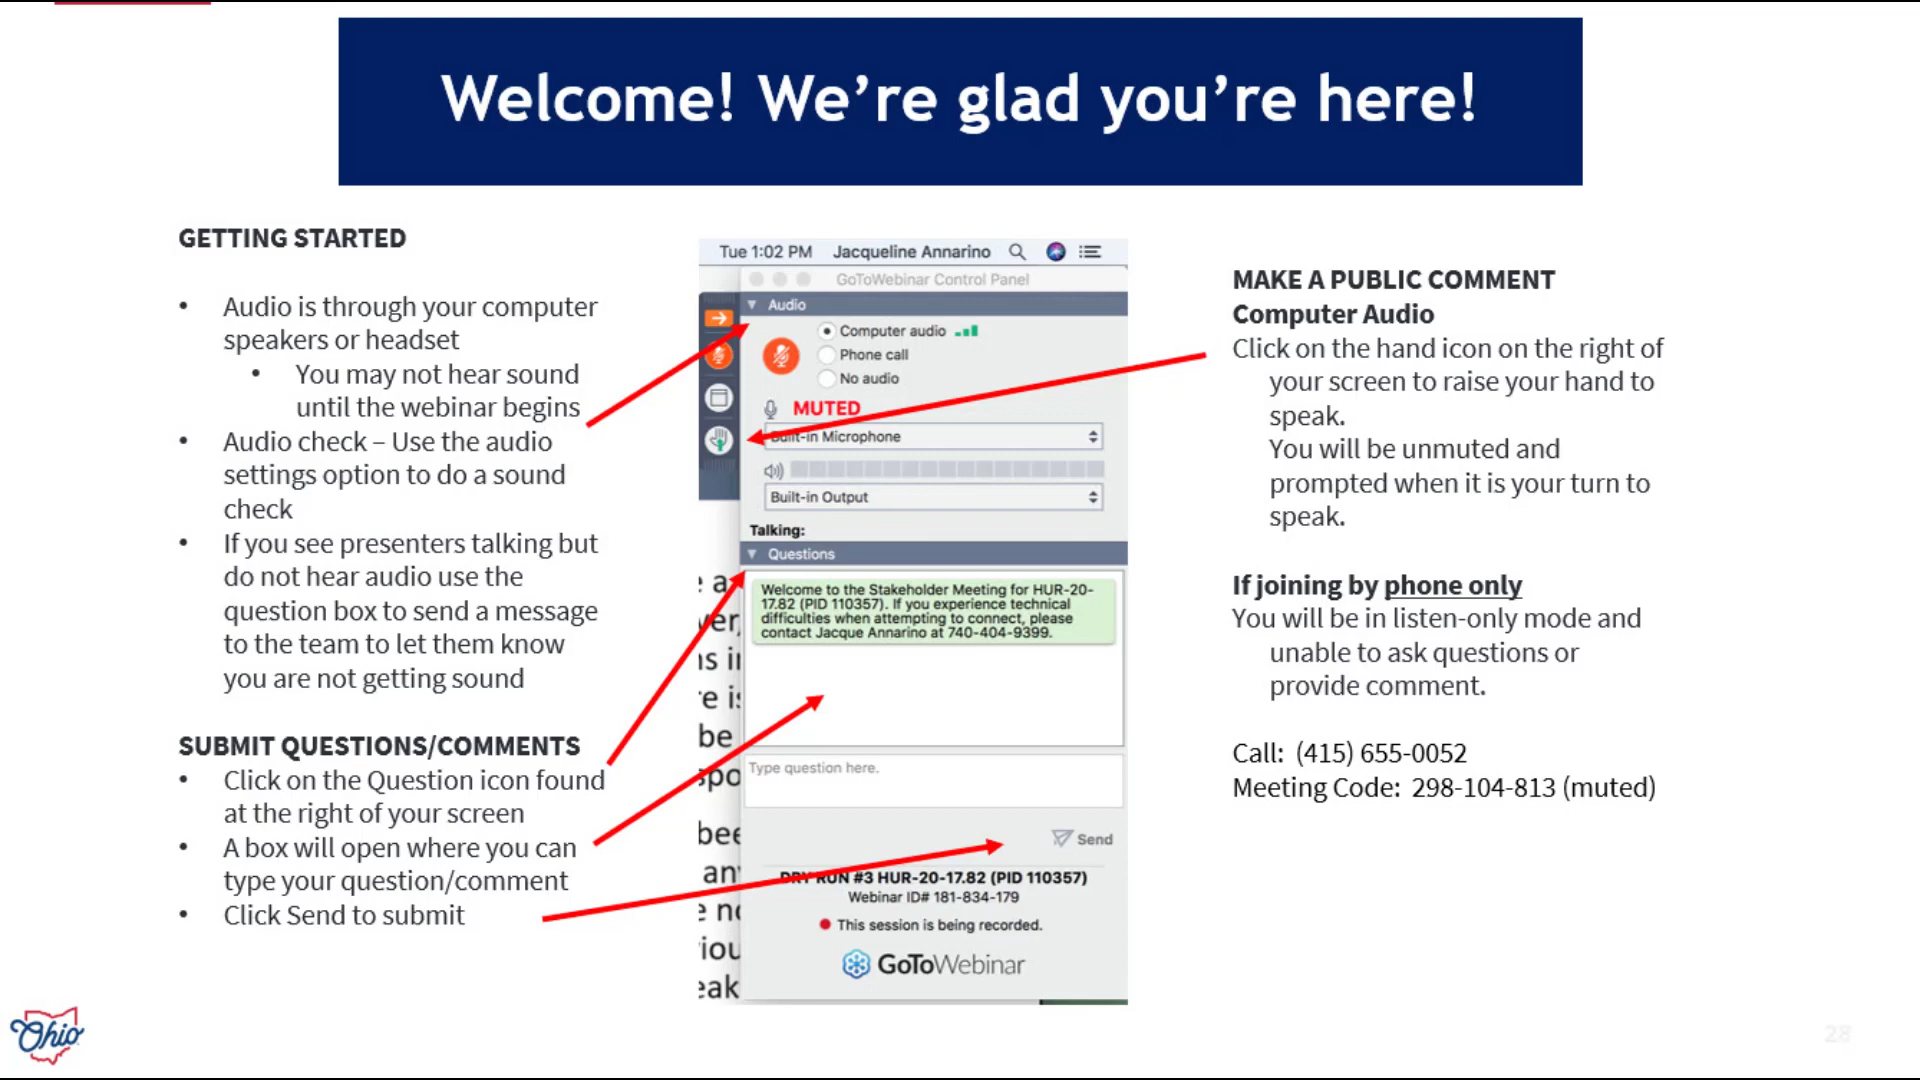 Welcome! We’re glad you’re here!
GETTING STARTED
• Audio is through your computer
speakers or headset
• You may not hear sound
until the webinar begins
• Audio check – Use the audio
settings option to do a sound
check
• If you see presenters talking but
do not hear audio use the
question box to send a message
to the team to let them know
you are not getting sound
SUBMIT QUESTIONS/COMMENTS
• Click on the Question icon found
at the right of your screen
• A box will open where you can
type your question/comment
• Click Send to submit
Tue 1:02 PM Jacqueline Annarino
GoToWebinar Control Panel
Audio
Computer audio
Phone call
No audio
MUTED
Built-in Microphone
Built-in Output
Talking:
Questions
Welcome to the Stakeholder Meeting for HUR-20-
17.82 (PID 110357). If you experience technical
difficulties when attempting to connect, please
contact Jacque Annarino at 740-404-9399.
Type question here.
Send
DRY RUN #3 HUR-20-17.82 (PID 110357)
Webinar ID# 181-834-179
This session is being recorded.
GoToWebinar
MAKE A PUBLIC COMMENT
Computer Audio
Click on the hand icon on the right of
your screen to raise your hand to
speak.
You will be unmuted and
prompted when it is your turn to
speak.
If joining by phone only
You will be in listen-only mode and
unable to ask questions or
provide comment.
Call: (415) 655-0052
Meeting Code: 298-104-813 (muted)
Ohio
28